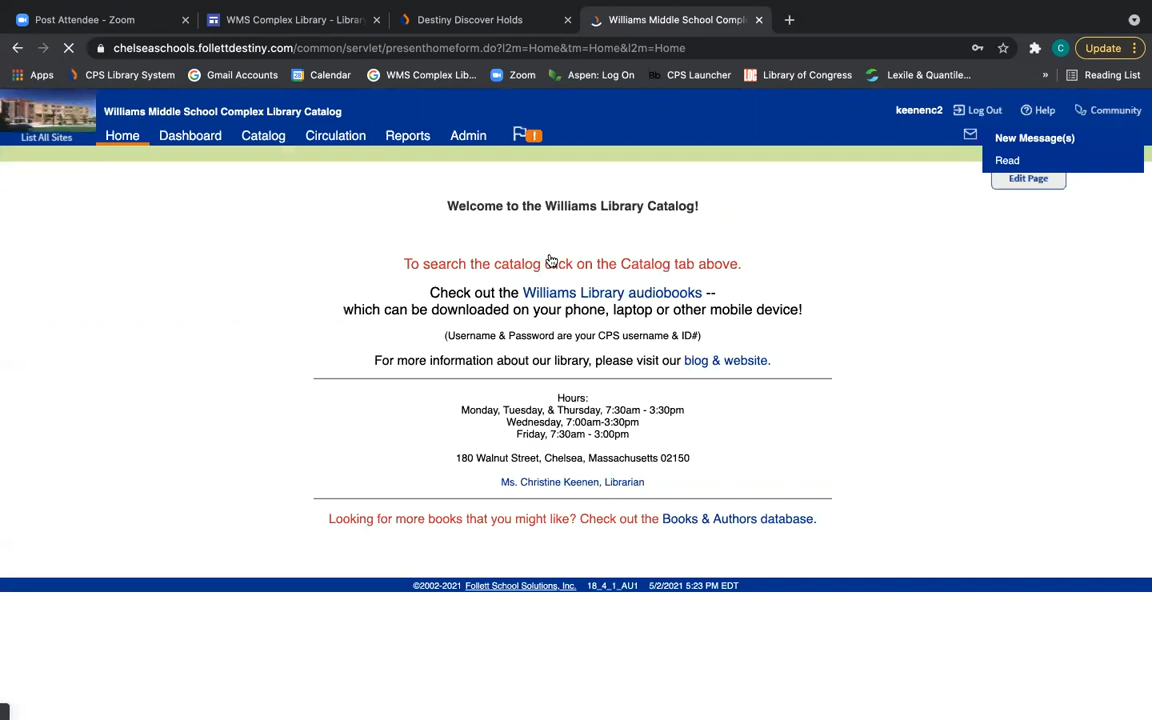 Post Attendee - Zoom
WMS Complex Library - Librar
Destiny Discover Holds
Williams Middle School Compl
chelseaschools.follettdestiny.com/common/servlet/presenthomeform.do?l2m=Home&tm=Home&l2m=Home
Update
Apps
CPS Library System
Gmail Accounts
Calendar
WMS Complex Lib...
Zoom
Aspen: Log On
Bb CPS Launcher
LOC Library of Congress
Lexile & Quantile...
»
Reading List
Williams Middle School Complex Library Catalog
keenenc2 Log Out Help Community
List All Sites
Home Dashboard Catalog Circulation Reports Admin
New Message(s)
Read
Edit Page
Welcome to the Williams Library Catalog!
To search the catalog click on the Catalog tab above.
Check out the Williams Library audiobooks --
which can be downloaded on your phone, laptop or other mobile device!
(Username & Password are your CPS username & ID#)
For more information about our library, please visit our blog & website.
Hours:
Monday, Tuesday, & Thursday, 7:30am - 3:30pm
Wednesday, 7:00am-3:30pm
Friday, 7:30am - 3:00pm
180 Walnut Street, Chelsea, Massachusetts 02150
Ms. Christine Keenen, Librarian
Looking for more books that you might like? Check out the Books & Authors database.
©2002-2021 Follett School Solutions, Inc. 18_4_1_AU1 5/2/2021 5:23 PM EDT